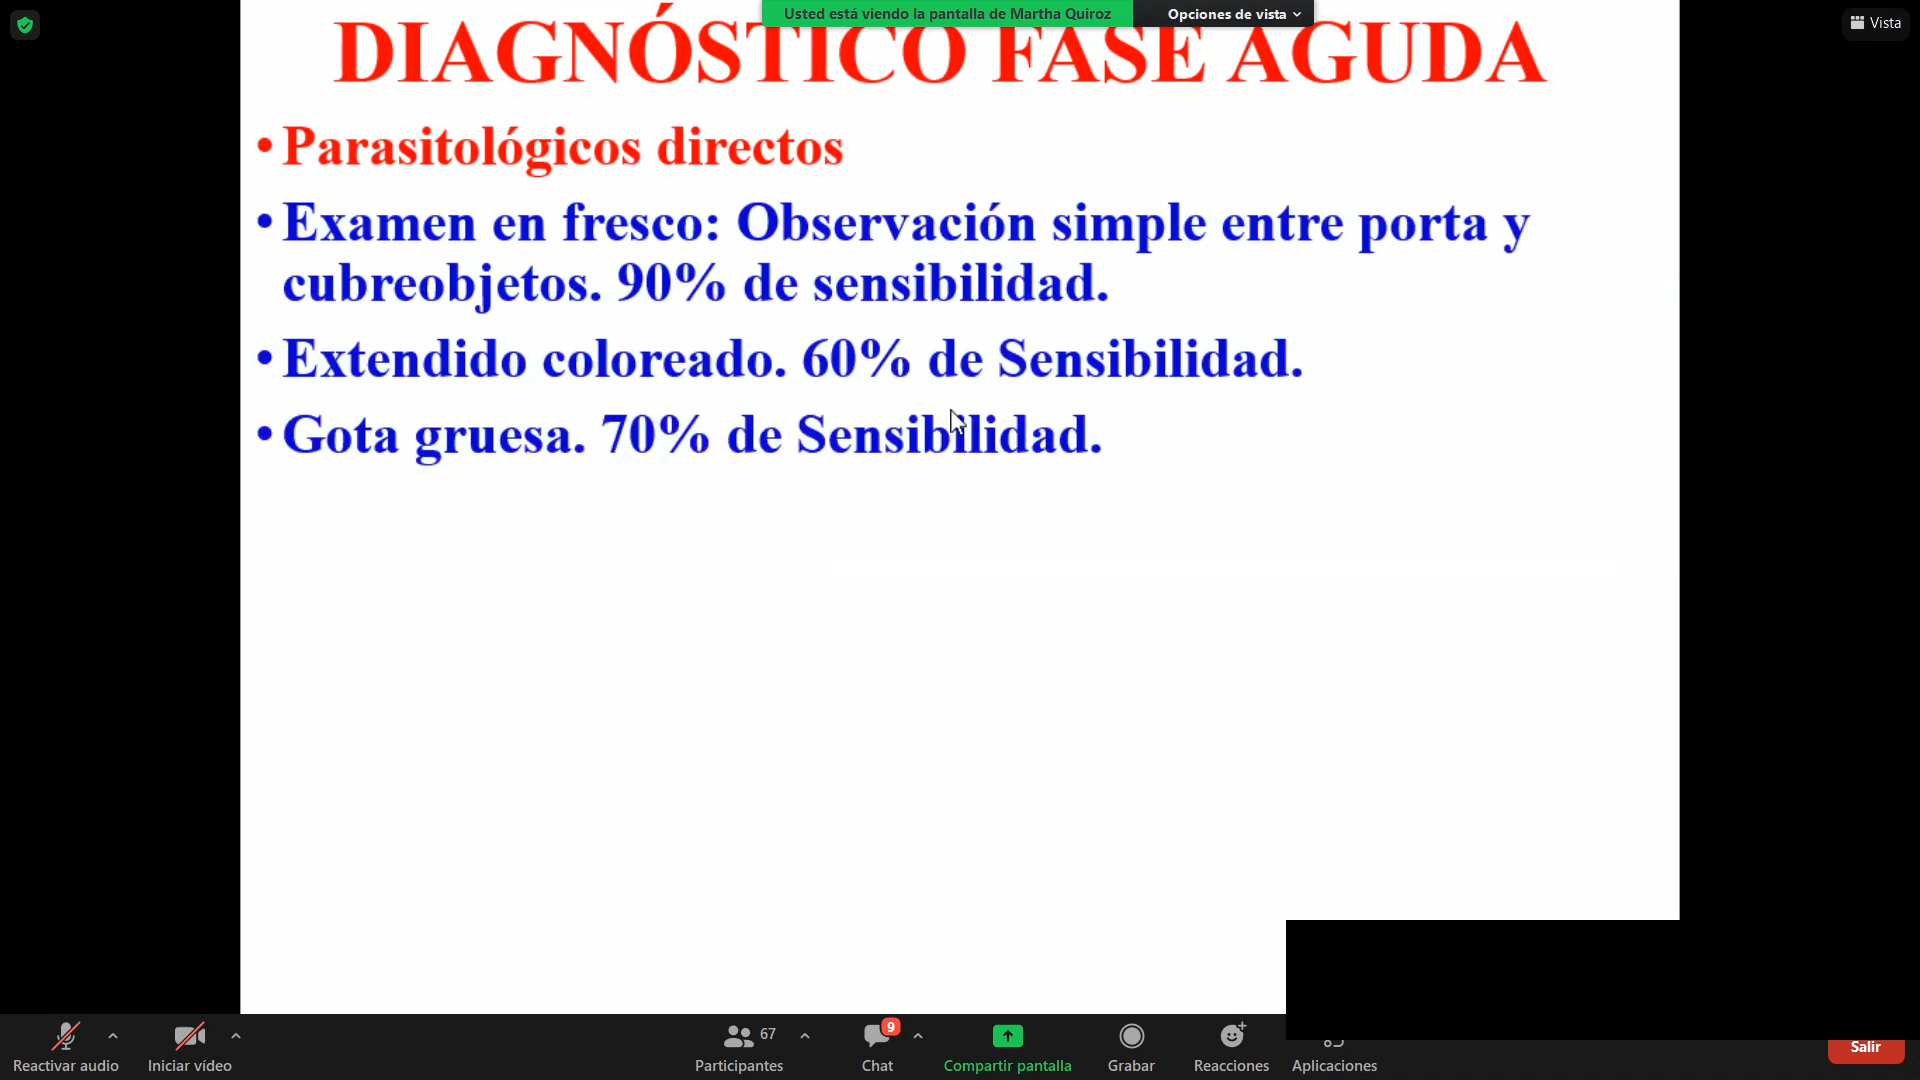 Usted está viendo la pantalla de Martha Quiroz
Opciones de vista
Vista
DIAGNÓSTICO FASE AGUDA
• Parasitológicos directos
• Examen en fresco: Observación simple entre porta y
cubreobjetos. 90% de sensibilidad.
• Extendido coloreado. 60% de Sensibilidad.
• Gota gruesa. 70% de Sensibilidad.
67
9
Reactivar audio
Iniciar vídeo
Participantes
Chat
Compartir pantalla
Grabar
Reacciones
Aplicaciones
Salir